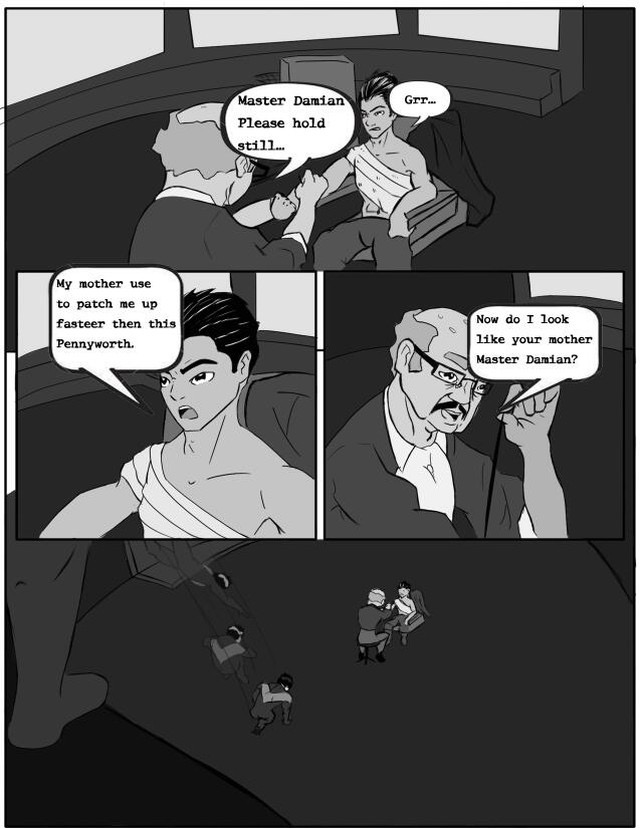 Master Damian
Please hold
still...
Grr...
My mother use
to patch me up
fasteer then this
Pennyworth.
Now do I look
like your mother
Master Damian?